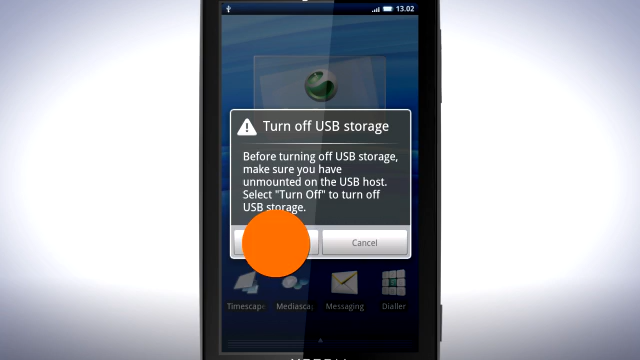 13.02
Turn off USB storage
Before turning off USB storage,
make sure you have
unmounted on the USB host.
Select "Turn Off" to turn off
USB storage.
Cancel
Timescape Mediasca Messaging Dialler